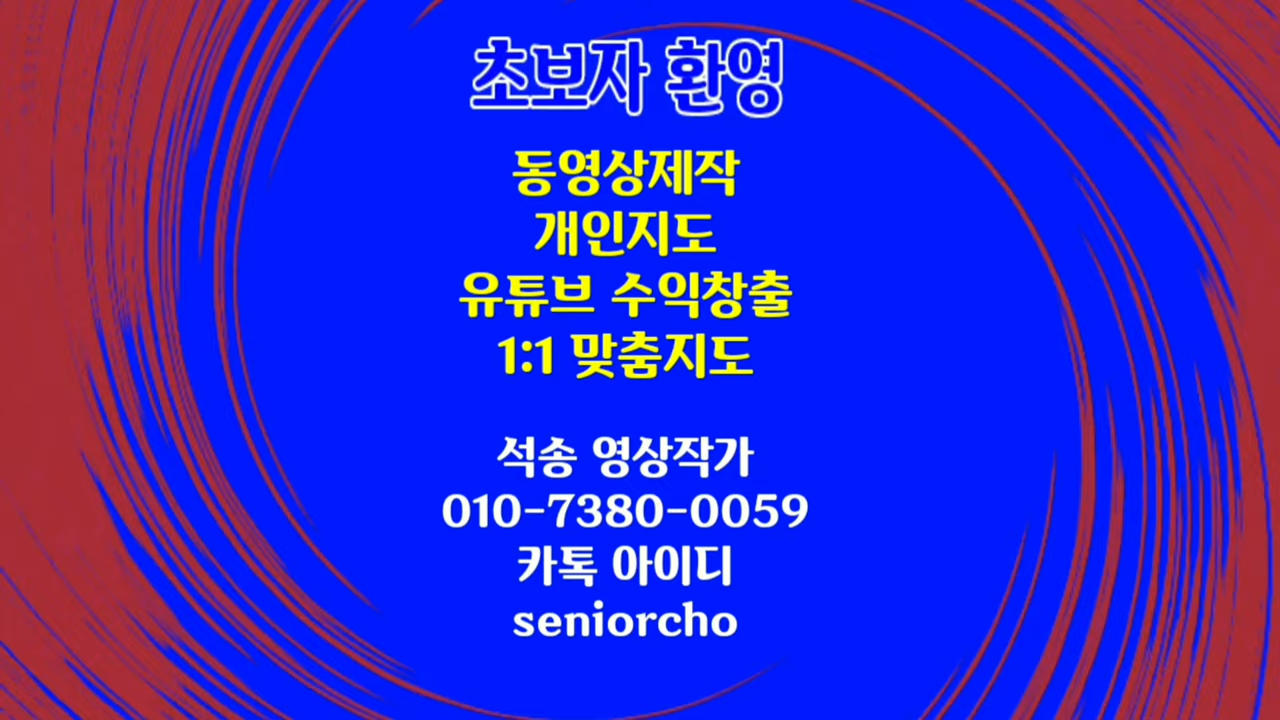 초보자 환영
동영상제작
개인지도
유튜브 수익창출
1:1 맞춤지도
석송 영상작가
010-7380-0059
카톡 아이디
seniorcho